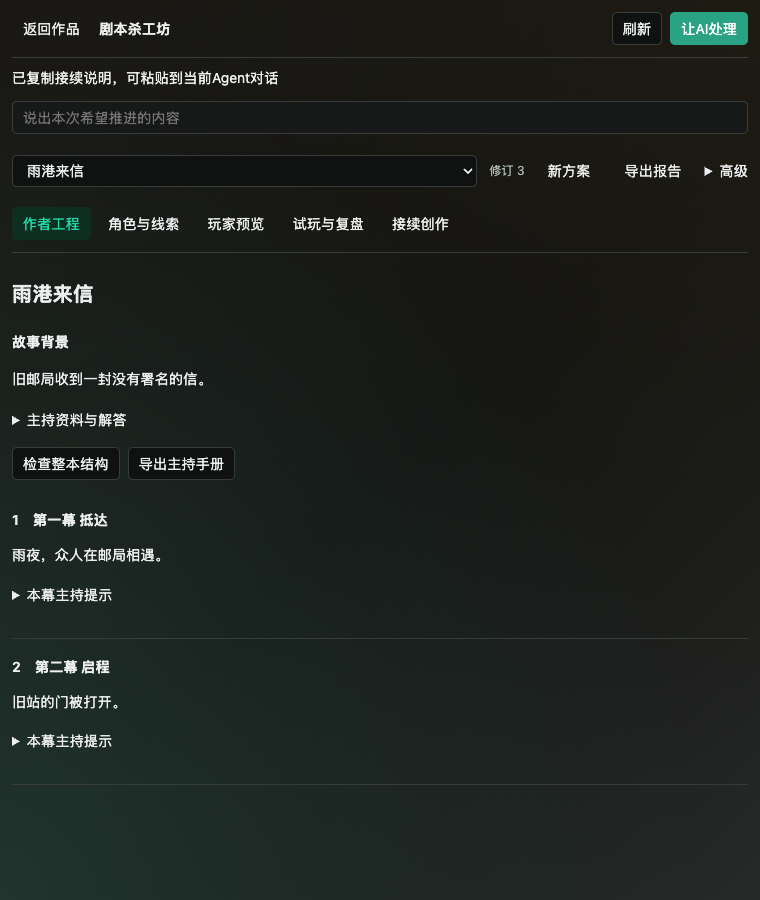 返回作品 剧本杀工坊 刷新 让AI处理
已复制接续说明，可粘贴到当前Agent对话
说出本次希望推进的内容
雨港来信 修订 3 新方案 导出报告 ▶ 高级
作者工程 角色与线索 玩家预览 试玩与复盘 接续创作
雨港来信
故事背景
旧邮局收到一封没有署名的信。
▶ 主持资料与解答
检查整本结构 导出主持手册
1 第一幕 抵达
雨夜，众人在邮局相遇。
▶ 本幕主持提示
2 第二幕 启程
旧站的门被打开。
▶ 本幕主持提示